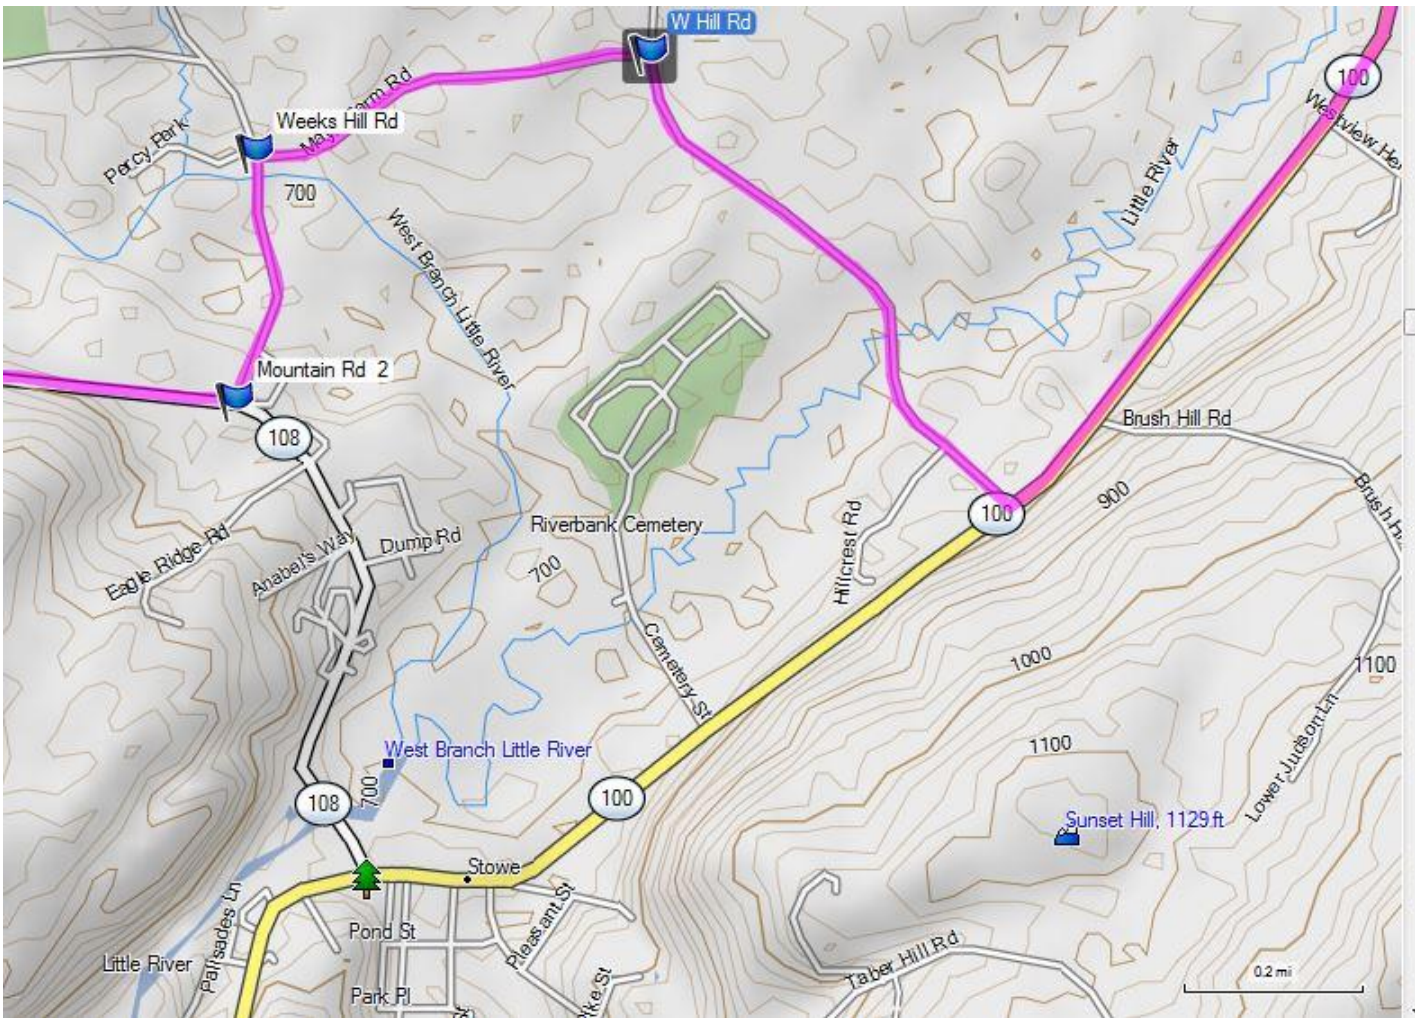 W Hill Rd
100
Westview He
Weeks Hill Rd
Percy Park
700
Little River
West Branch Little River
Mountain Rd 2
108
Brush Hill Rd
900
Riverbank Cemetery
100
Hillcrest Rd
Eagle Ridge Rd
Anabel's Way
Dump Rd
700
Cemetery St
1000
1100
Lower Judson Ln
1100
West Branch Little River
700
108
100
Sunset Hill, 1129 ft
Stowe
Palisades Ln
Pond St
Pleasant St
Taber Hill Rd
Little River
Park Pl
0.2 mi